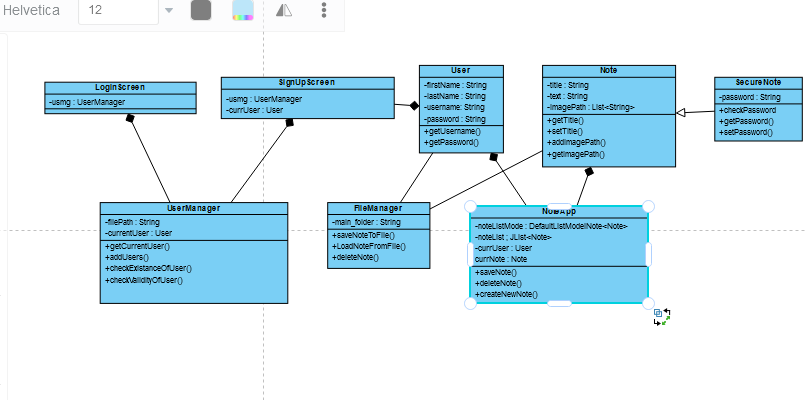 Helvetica
12
LoginScreen
-usmg : UserManager
SignUpScreen
-usmg : UserManager
-currUser : User
User
-firstName : String
-lastName : String
-username: String
-password : String
+getUsername()
+getPassword()
Note
-title : String
-text : String
-imagePath : List<String>
+getTitle()
+setTitle()
+addImagePath()
+getImagePath()
SecureNote
-password : String
+checkPassword
+getPassword()
+setPassword()
UserManager
-filePath : String
-currentUser : User
+getCurrentUser()
+addUsers()
+checkExistanceOfUser()
+checkValidityOfUser()
FileManager
-main_folder : String
+saveNoteToFile()
+LoadNoteFromFile()
+deleteNote()
NoteApp
-noteListMode : DefaultListModelNote<Note>
-noteList ; JList<Note>
-currUser : User
currNote : Note
+saveNote()
+deleteNote()
+createNewNote()